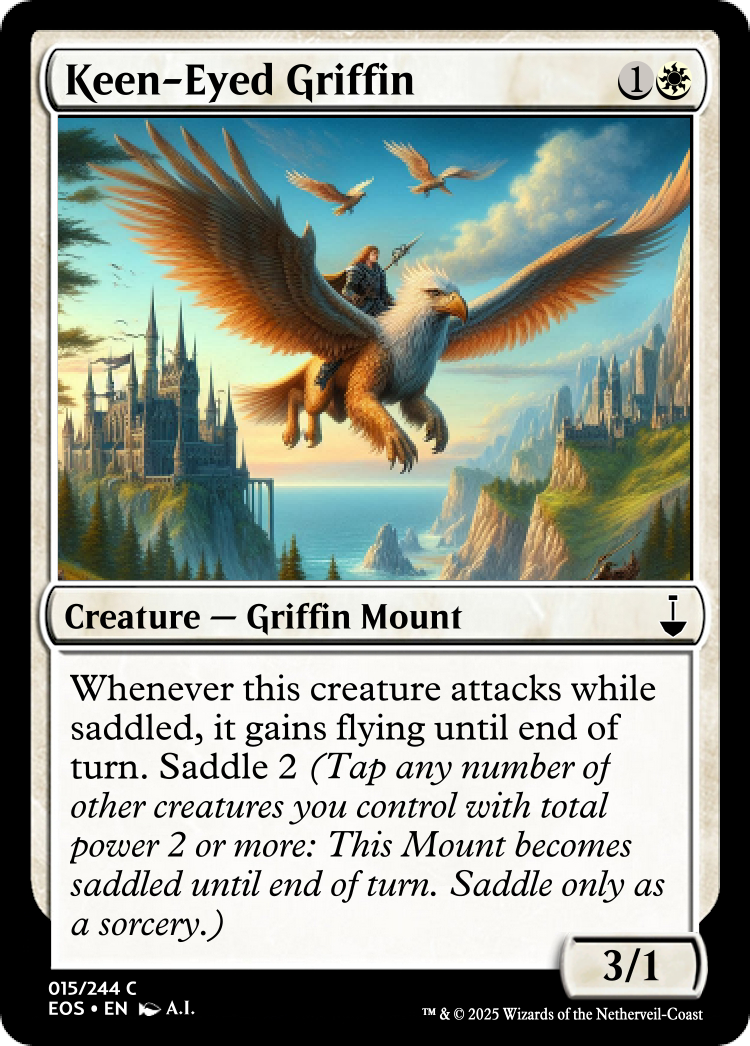 Keen-Eyed Griffin 1
Creature — Griffin Mount
Whenever this creature attacks while
saddled, it gains flying until end of
turn. Saddle 2 (Tap any number of
other creatures you control with total
power 2 or more: This Mount becomes
saddled until end of turn. Saddle only as
a sorcery.)
3/1
015/244 C
EOS • EN A.I.
™ & © 2025 Wizards of the Netherveil-Coast